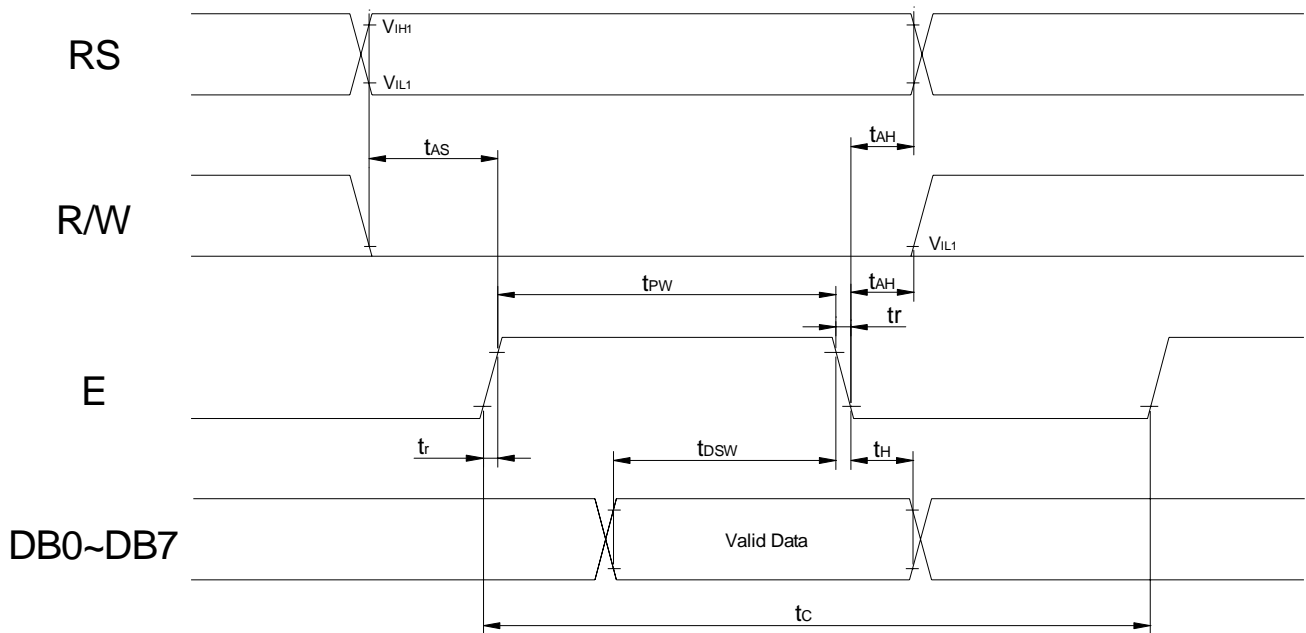 RS
VIH1
VIL1
tAS
tAH
R/W
VIL1
tPW
tAH
tr
E
tr
tDSW
tH
DB0~DB7
Valid Data
tC